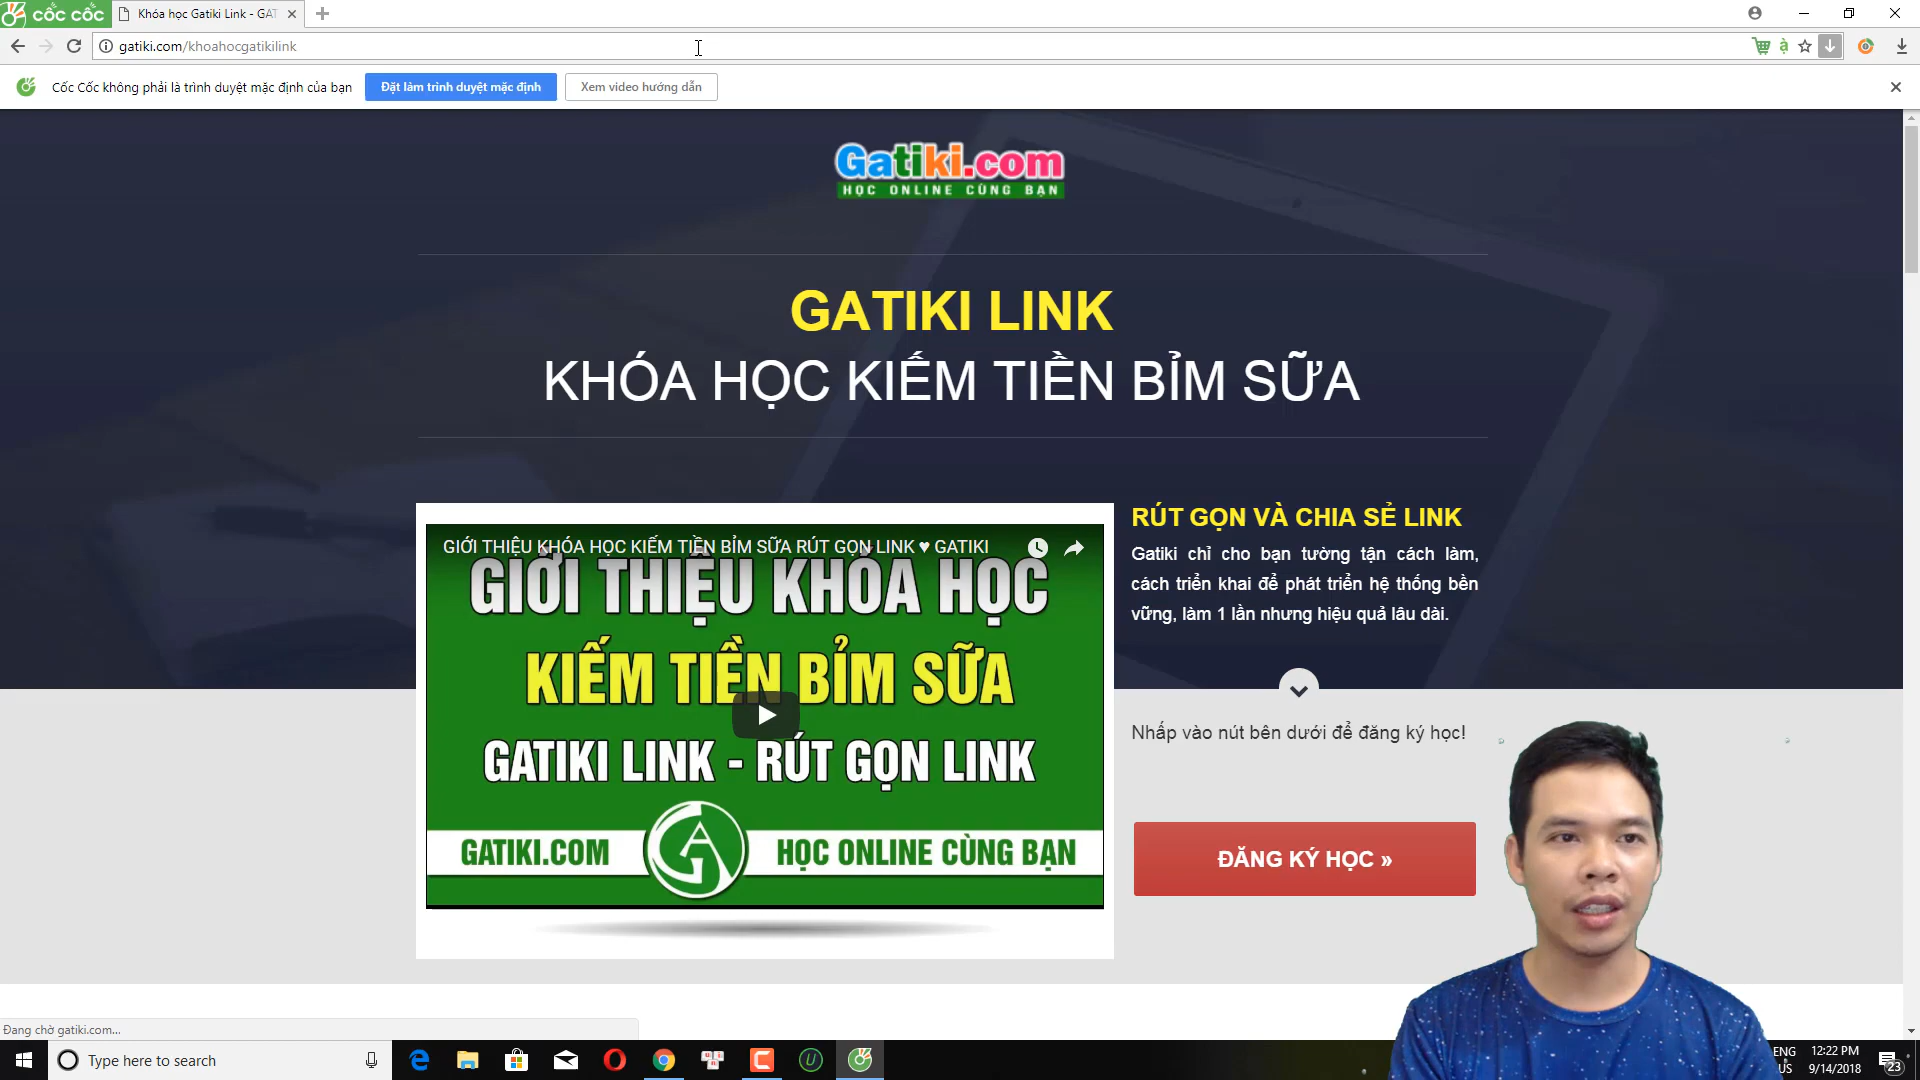 cốc cốc
Khóa học Gatiki Link - GAT
gatiki.com/khoahocgatikilink
Cốc Cốc không phải là trình duyệt mặc định của bạn
Đặt làm trình duyệt mặc định
Xem video hướng dẫn
Gatiki.com
HỌC ONLINE CÙNG BẠN
GATIKI LINK
KHÓA HỌC KIẾM TIỀN BỈM SỮA
GIỚI THIỆU KHÓA HỌC KIẾM TIỀN BỈM SỮA RÚT GỌN LINK ♥ GATIKI
GIỚI THIỆU KHÓA HỌC
KIẾM TIỀN BỈM SỮA
GATIKI LINK - RÚT GỌN LINK
GATIKI.COM
HỌC ONLINE CÙNG BẠN
RÚT GỌN VÀ CHIA SẺ LINK
Gatiki chỉ cho bạn tường tận cách làm,
cách triển khai để phát triển hệ thống bền
vững, làm 1 lần nhưng hiệu quả lâu dài.
Nhấp vào nút bên dưới để đăng ký học!
ĐĂNG KÝ HỌC »
Đang chờ gatiki.com...
Type here to search
ENG
US
12:22 PM
9/14/2018
23